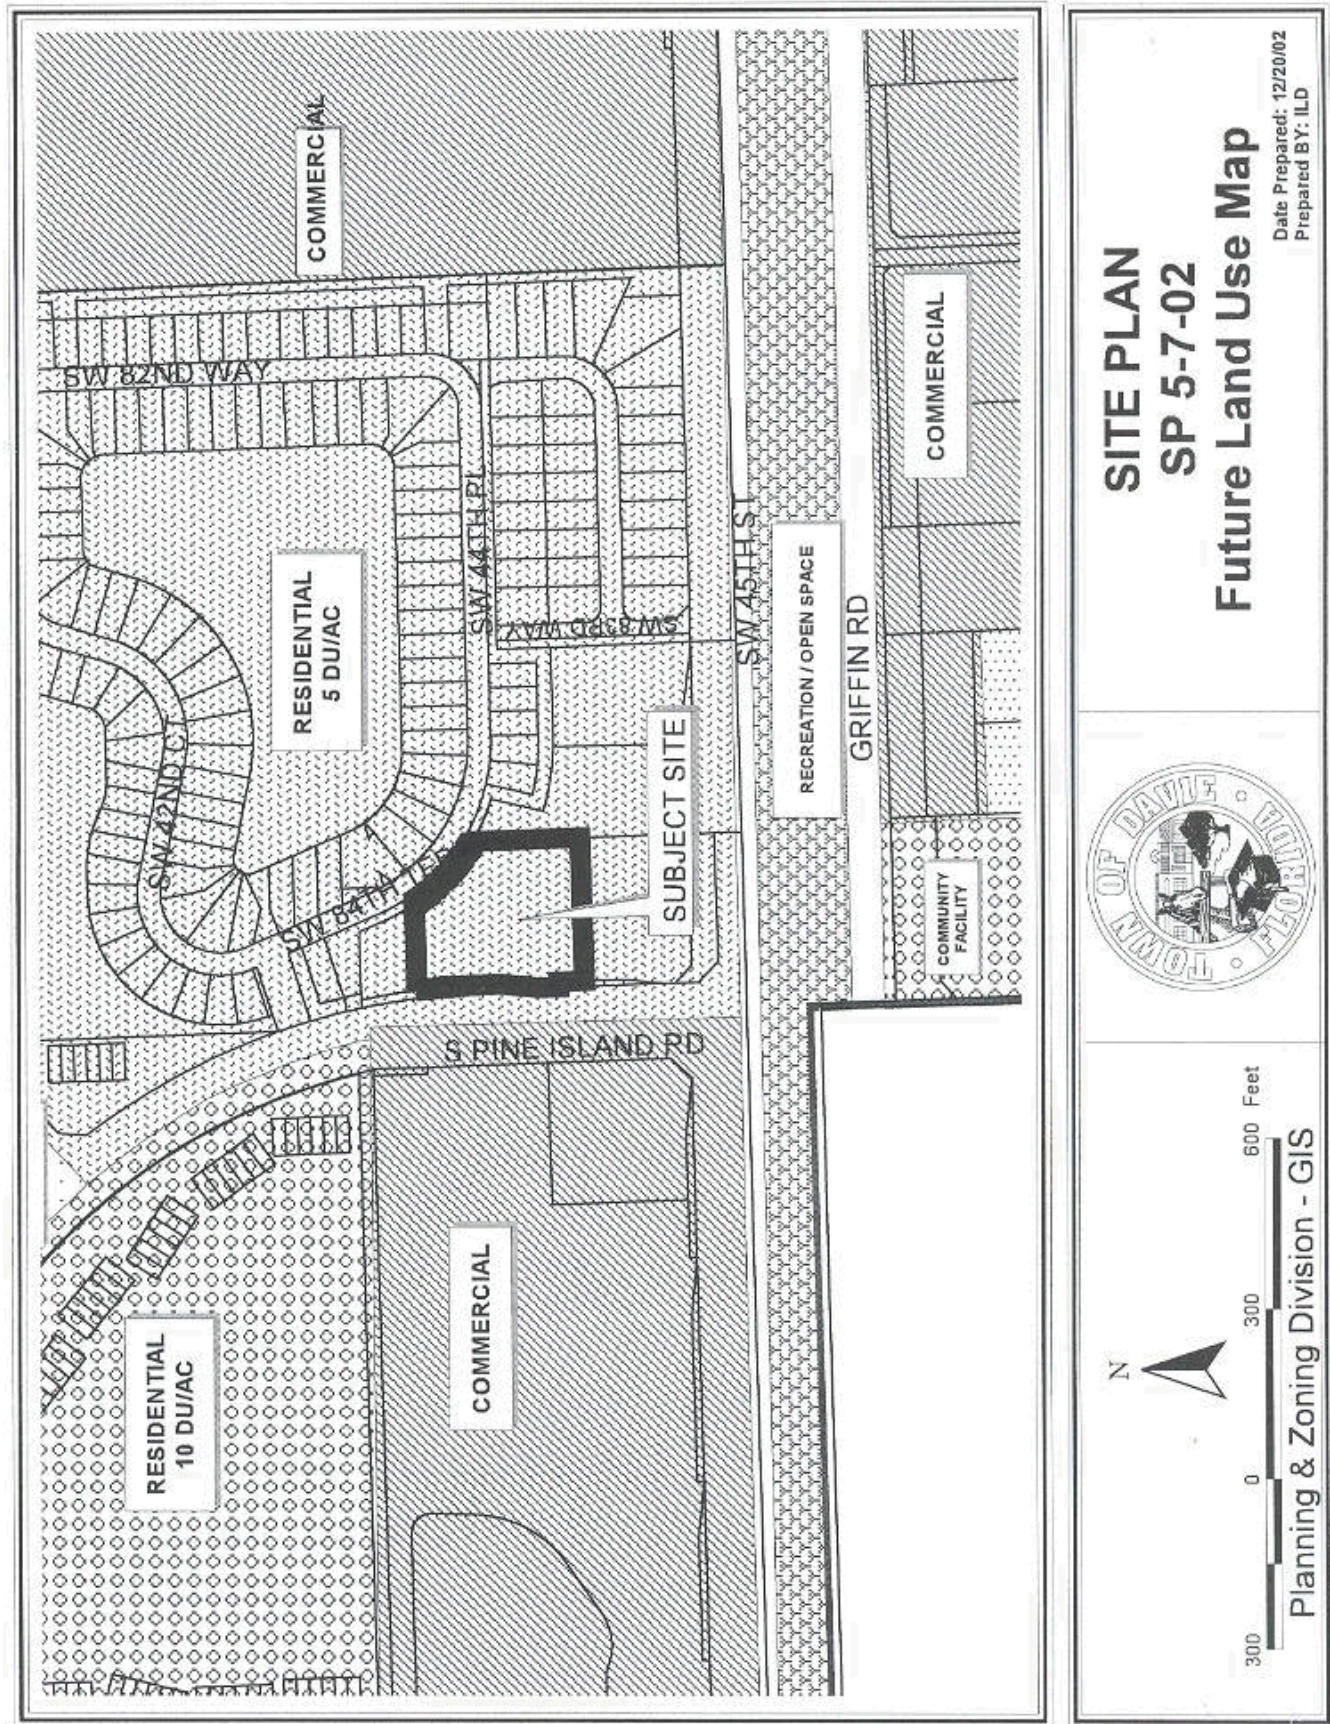 COMMERCIAL
SW 82ND WAY
RESIDENTIAL
5 DU/AC
SW 44TH PL
SW 83RD WAY
SW 42ND CT
SW 84TH TER
SUBJECT SITE
SW 45TH ST
RECREATION / OPEN SPACE
GRIFFIN RD
COMMERCIAL
COMMUNITY
FACILITY
S PINE ISLAND RD
RESIDENTIAL
10 DU/AC
COMMERCIAL
SITE PLAN
SP 5-7-02
Future Land Use Map
Date Prepared: 12/20/02
Prepared BY: ILD
TOWN OF DAVIE
FLORIDA
N
300 0 300 600 Feet
Planning & Zoning Division - GIS